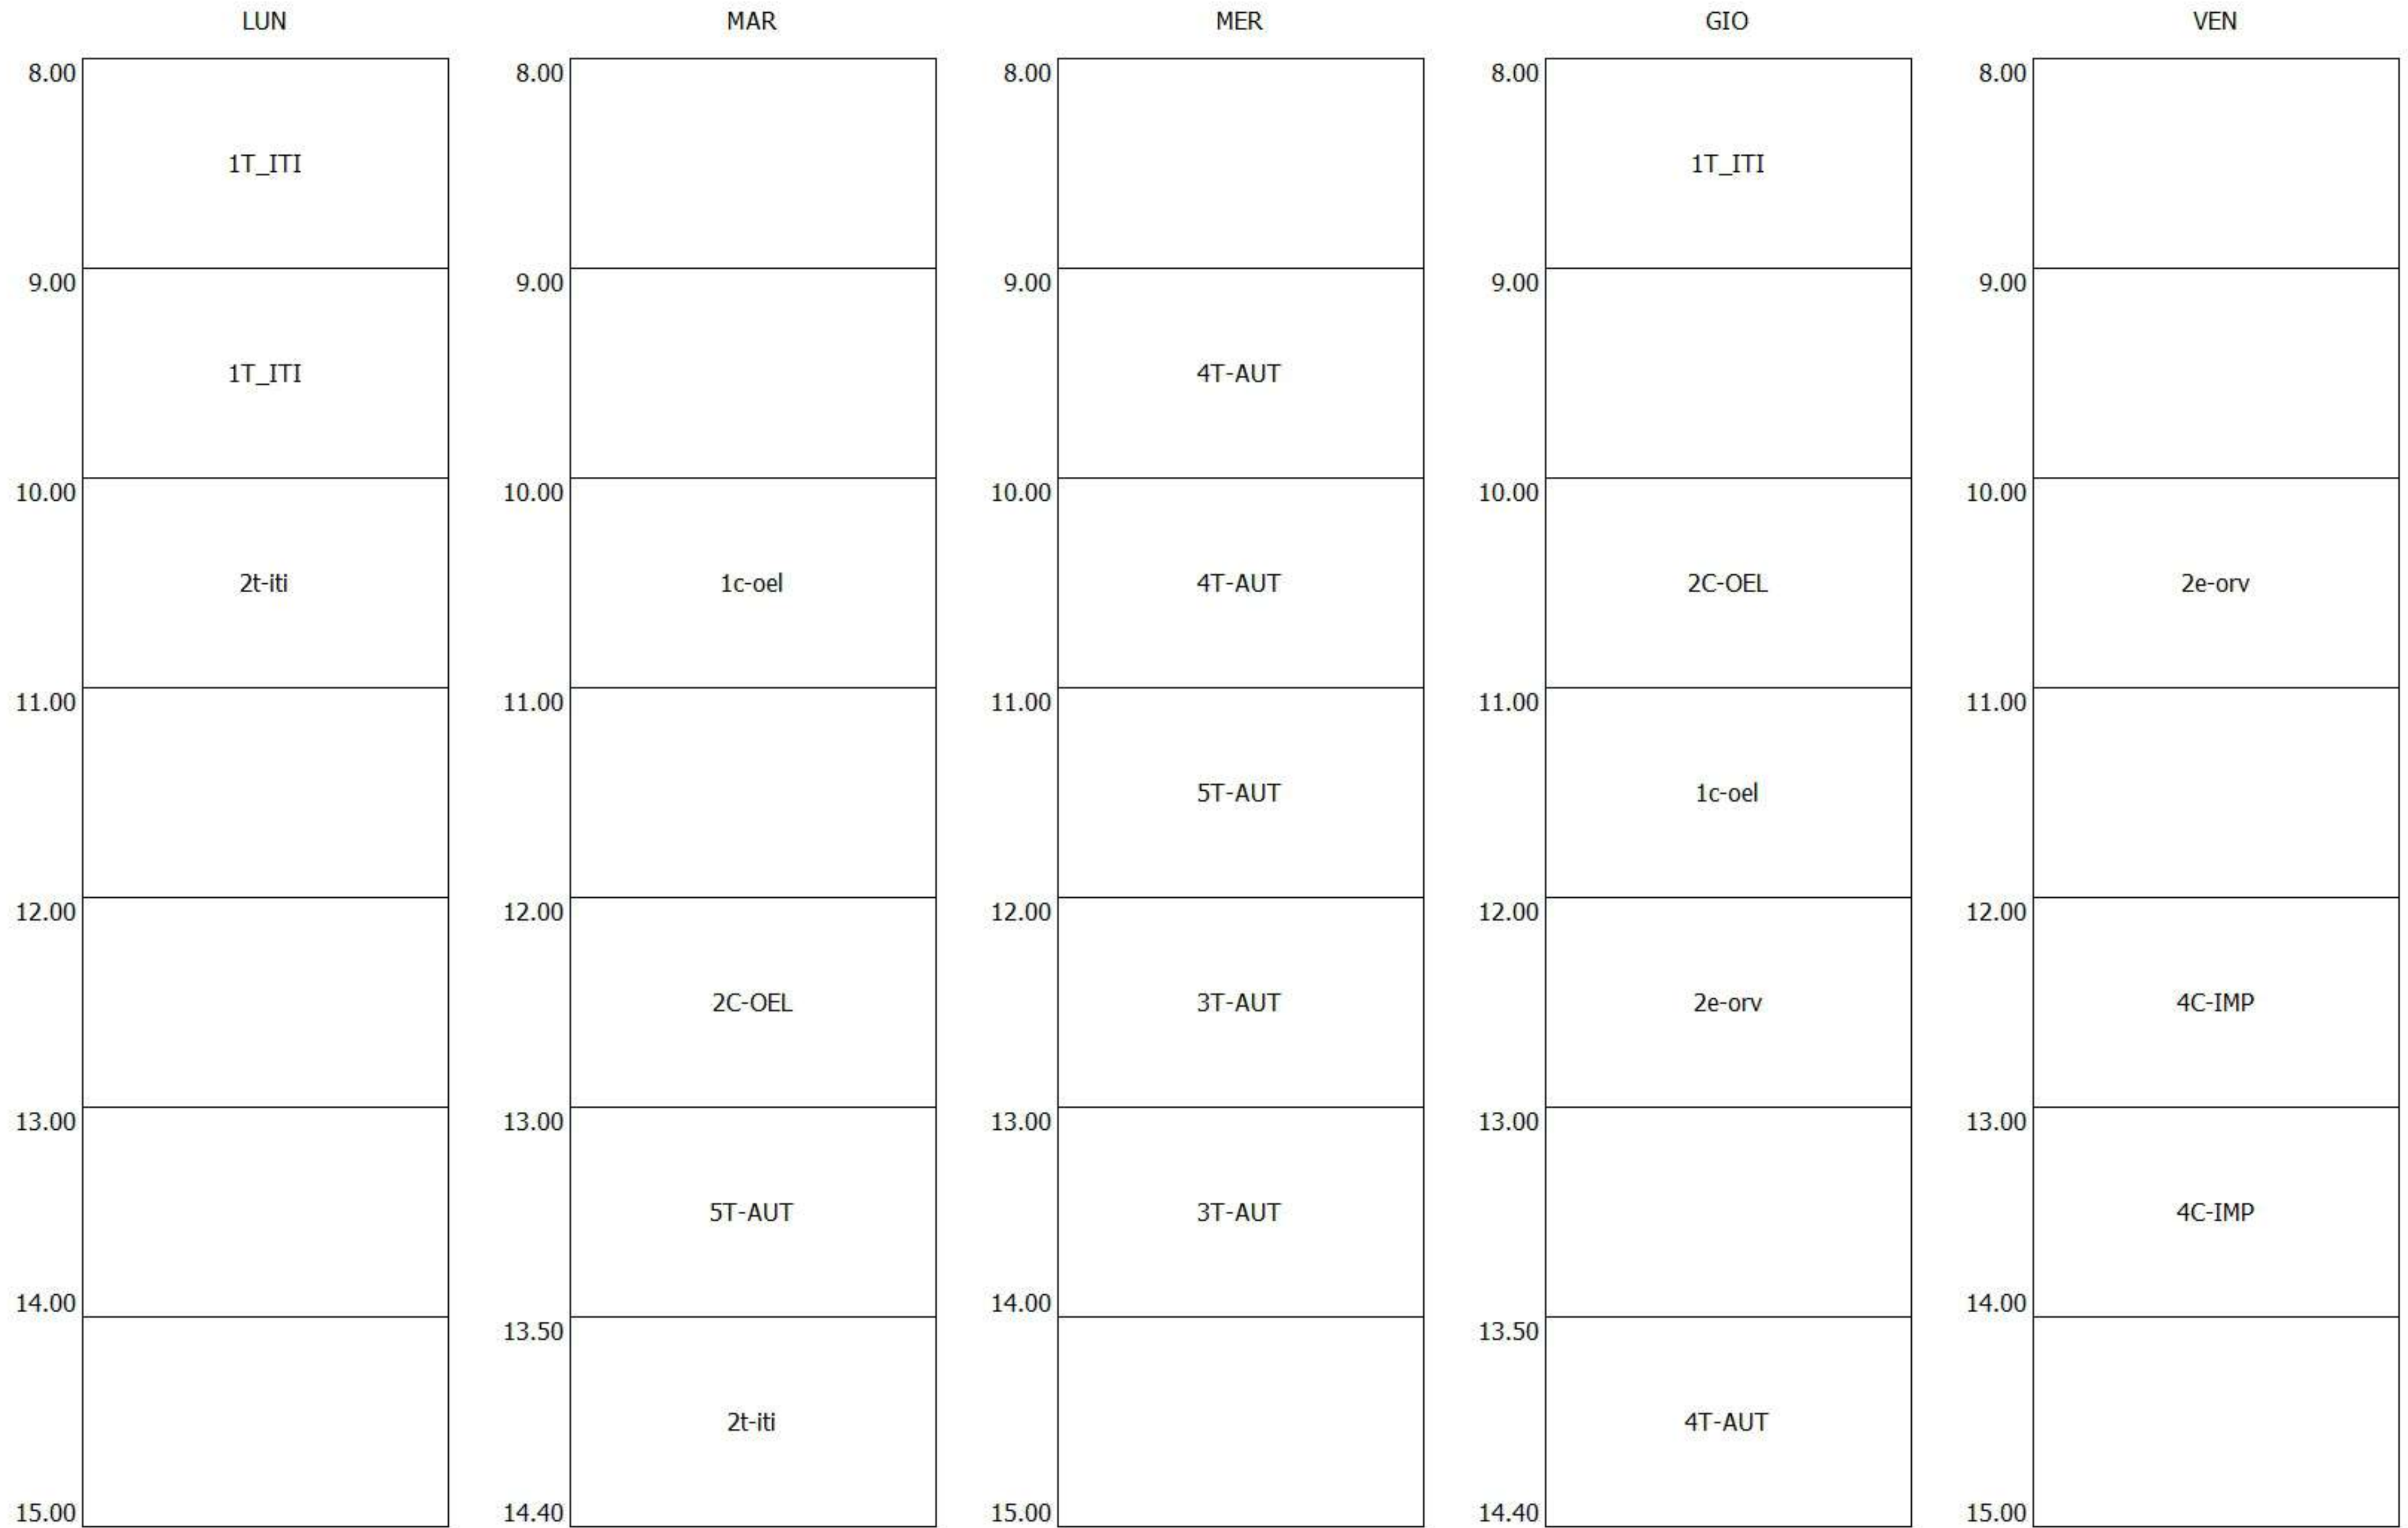 LUN MAR MER GIO VEN
8.00 8.00 8.00 8.00 8.00
1T_ITI 1T_ITI
9.00 9.00 9.00 9.00 9.00
1T_ITI 4T-AUT
10.00 10.00 10.00 10.00 10.00
2t-iti 1c-oel 4T-AUT 2C-OEL 2e-orv
11.00 11.00 11.00 11.00 11.00
5T-AUT 1c-oel
12.00 12.00 12.00 12.00 12.00
2C-OEL 3T-AUT 2e-orv 4C-IMP
13.00 13.00 13.00 13.00 13.00
5T-AUT 3T-AUT 4C-IMP
14.00 14.00 14.00
13.50 13.50
2t-iti 4T-AUT
15.00 14.40 15.00 14.40 15.00